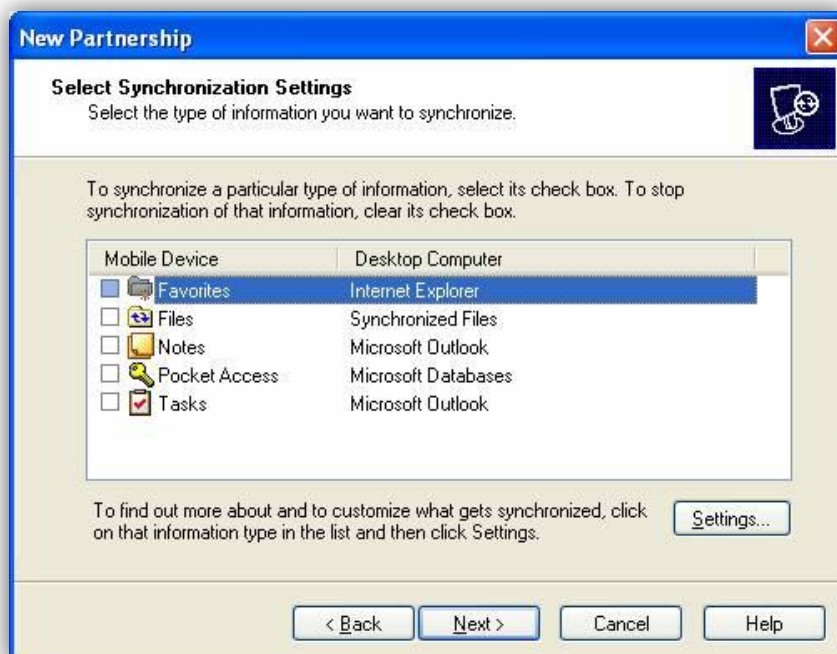 New Partnership
Select Synchronization Settings
Select the type of information you want to synchronize.
To synchronize a particular type of information, select its check box. To stop
synchronization of that information, clear its check box.
Mobile Device Desktop Computer
Favorites Internet Explorer
Files Synchronized Files
Notes Microsoft Outlook
Pocket Access Microsoft Databases
Tasks Microsoft Outlook
To find out more about and to customize what gets synchronized, click
on that information type in the list and then click Settings.
Settings...
< Back Next > Cancel Help